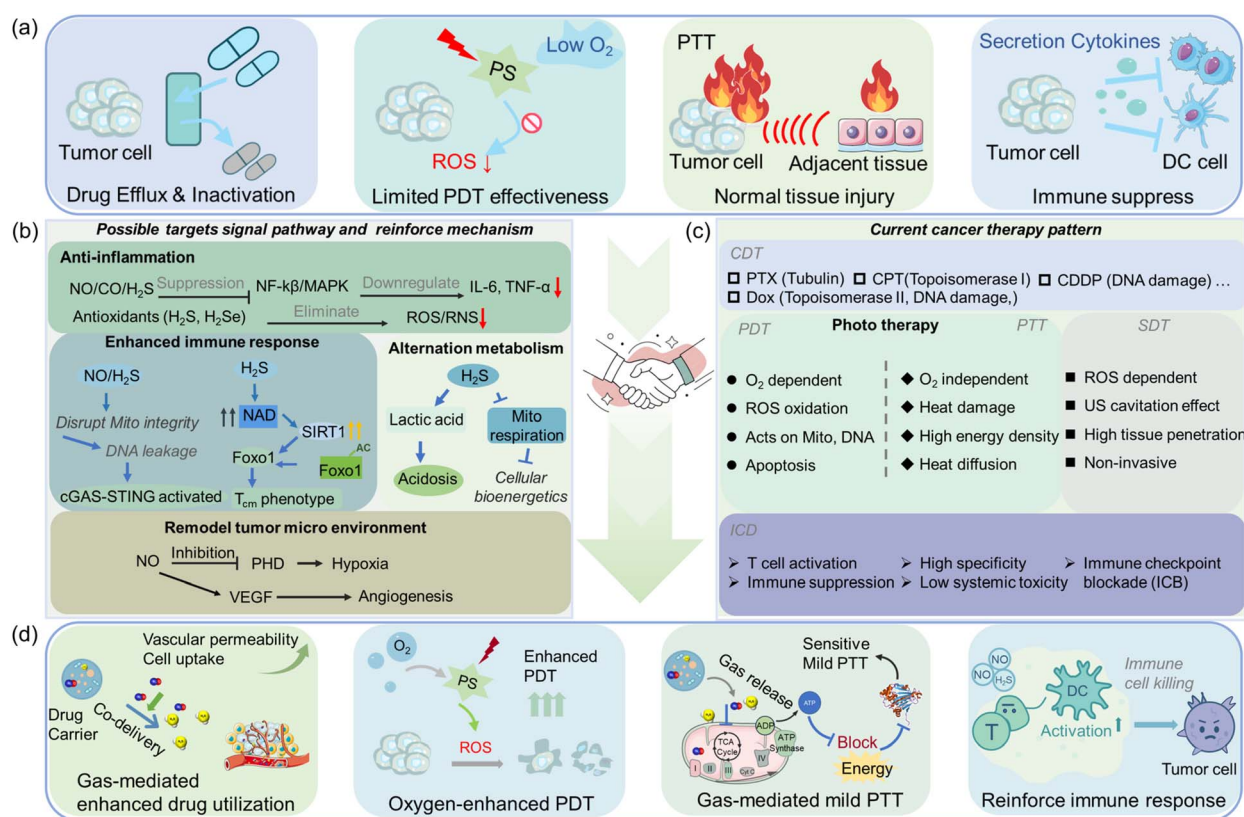 (a)
Tumor cell
Drug Efflux & Inactivation
Low O₂
PS
ROS ↓
Limited PDT effectiveness
PTT
Tumor cell
Adjacent tissue
Normal tissue injury
Secretion Cytokines
Tumor cell
DC cell
Immune suppress
(b)
Possible targets signal pathway and reinforce mechanism
Anti-inflammation
NO/CO/H₂S
Suppression
NF-kβ/MAPK
Downregulate
IL-6, TNF-α
Antioxidants (H₂S, H₂Se)
Eliminate
ROS/RNS
Enhanced immune response
NO/H₂S
Disrupt Mito integrity
DNA leakage
cGAS-STING activated
H₂S
NAD
SIRT1
AC
Foxo1
Foxo1
Tcm phenotype
Alternation metabolism
H₂S
Lactic acid
Mito
respiration
Acidosis
Cellular
bioenergetics
Remodel tumor micro environment
NO
Inhibition
PHD
Hypoxia
VEGF
Angiogenesis
(c)
Current cancer therapy pattern
CDT
PTX (Tubulin)
CPT(Topoisomerase I)
CDDP (DNA damage) ...
Dox (Topoisomerase II, DNA damage,)
PDT
Photo therapy
PTT
SDT
● O₂ dependent
● ROS oxidation
● Acts on Mito, DNA
● Apoptosis
◆ O₂ independent
◆ Heat damage
◆ High energy density
◆ Heat diffusion
■ ROS dependent
■ US cavitation effect
■ High tissue penetration
■ Non-invasive
ICD
➢ T cell activation
➢ Immune suppression
➢ High specificity
➢ Low systemic toxicity
➢ Immune checkpoint
blockade (ICB)
(d)
Vascular permeability
Cell uptake
Drug
Carrier
Co-delivery
Gas-mediated
enhanced drug utilization
O₂
PS
Enhanced
PDT
ROS
Oxygen-enhanced PDT
Sensitive
Mild PTT
Gas release
ATP
ADP
ATP
Synthase
TCA
Cycle
I
II
III
Cyt C
IV
Block
Energy
Gas-mediated mild PTT
NO
NO
H₂S
T
DC
Activation
Immune
cell killing
Tumor cell
Reinforce immune response